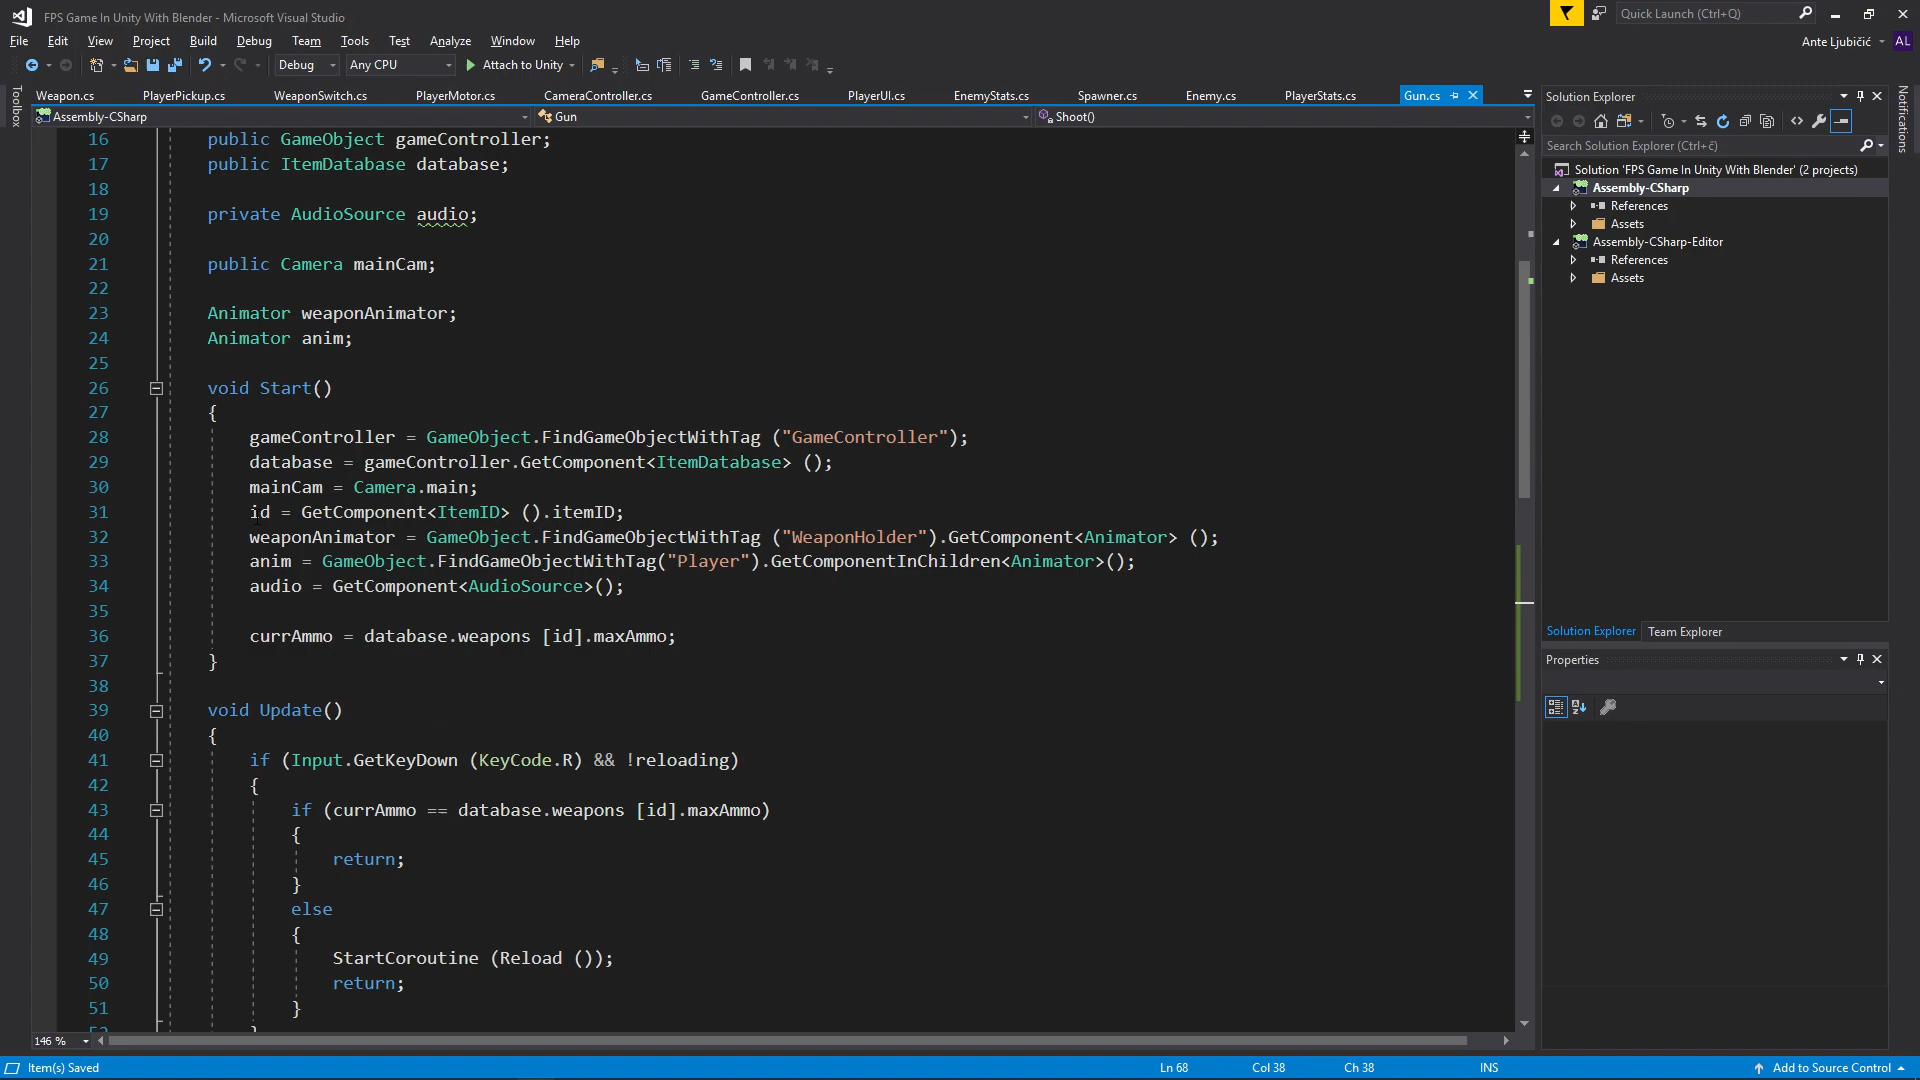 FPS Game In Unity With Blender - Microsoft Visual Studio
Quick Launch (Ctrl+Q)
File Edit View Project Build Debug Team Tools Test Analyze Window Help
Ante Ljubičić AL
Debug Any CPU Attach to Unity
Toolbox
Weapon.cs PlayerPickup.cs WeaponSwitch.cs PlayerMotor.cs CameraController.cs GameController.cs PlayerUI.cs EnemyStats.cs Spawner.cs Enemy.cs PlayerStats.cs Gun.cs
Assembly-CSharp Gun Shoot()
16 public GameObject gameController;
17 public ItemDatabase database;
18
19 private AudioSource audio;
20
21 public Camera mainCam;
22
23 Animator weaponAnimator;
24 Animator anim;
25
26 void Start()
27 {
28 gameController = GameObject.FindGameObjectWithTag ("GameController");
29 database = gameController.GetComponent<ItemDatabase> ();
30 mainCam = Camera.main;
31 id = GetComponent<ItemID> ().itemID;
32 weaponAnimator = GameObject.FindGameObjectWithTag ("WeaponHolder").GetComponent<Animator> ();
33 anim = GameObject.FindGameObjectWithTag("Player").GetComponentInChildren<Animator>();
34 audio = GetComponent<AudioSource>();
35
36 currAmmo = database.weapons [id].maxAmmo;
37 }
38
39 void Update()
40 {
41 if (Input.GetKeyDown (KeyCode.R) && !reloading)
42 {
43 if (currAmmo == database.weapons [id].maxAmmo)
44 {
45 return;
46 }
47 else
48 {
49 StartCoroutine (Reload ());
50 return;
51 }
52 }
146 %
Solution Explorer
Search Solution Explorer (Ctrl+č)
Solution 'FPS Game In Unity With Blender' (2 projects)
Assembly-CSharp
References
Assets
Assembly-CSharp-Editor
References
Assets
Solution Explorer Team Explorer
Properties
Notifications
Item(s) Saved Ln 68 Col 38 Ch 38 INS Add to Source Control